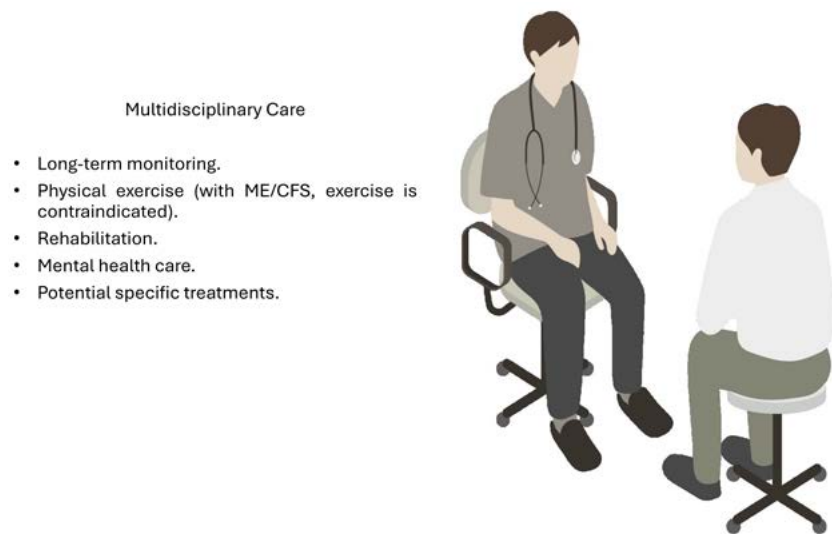 Multidisciplinary Care
• Long-term monitoring.
• Physical exercise (with ME/CFS, exercise is
contraindicated).
• Rehabilitation.
• Mental health care.
• Potential specific treatments.